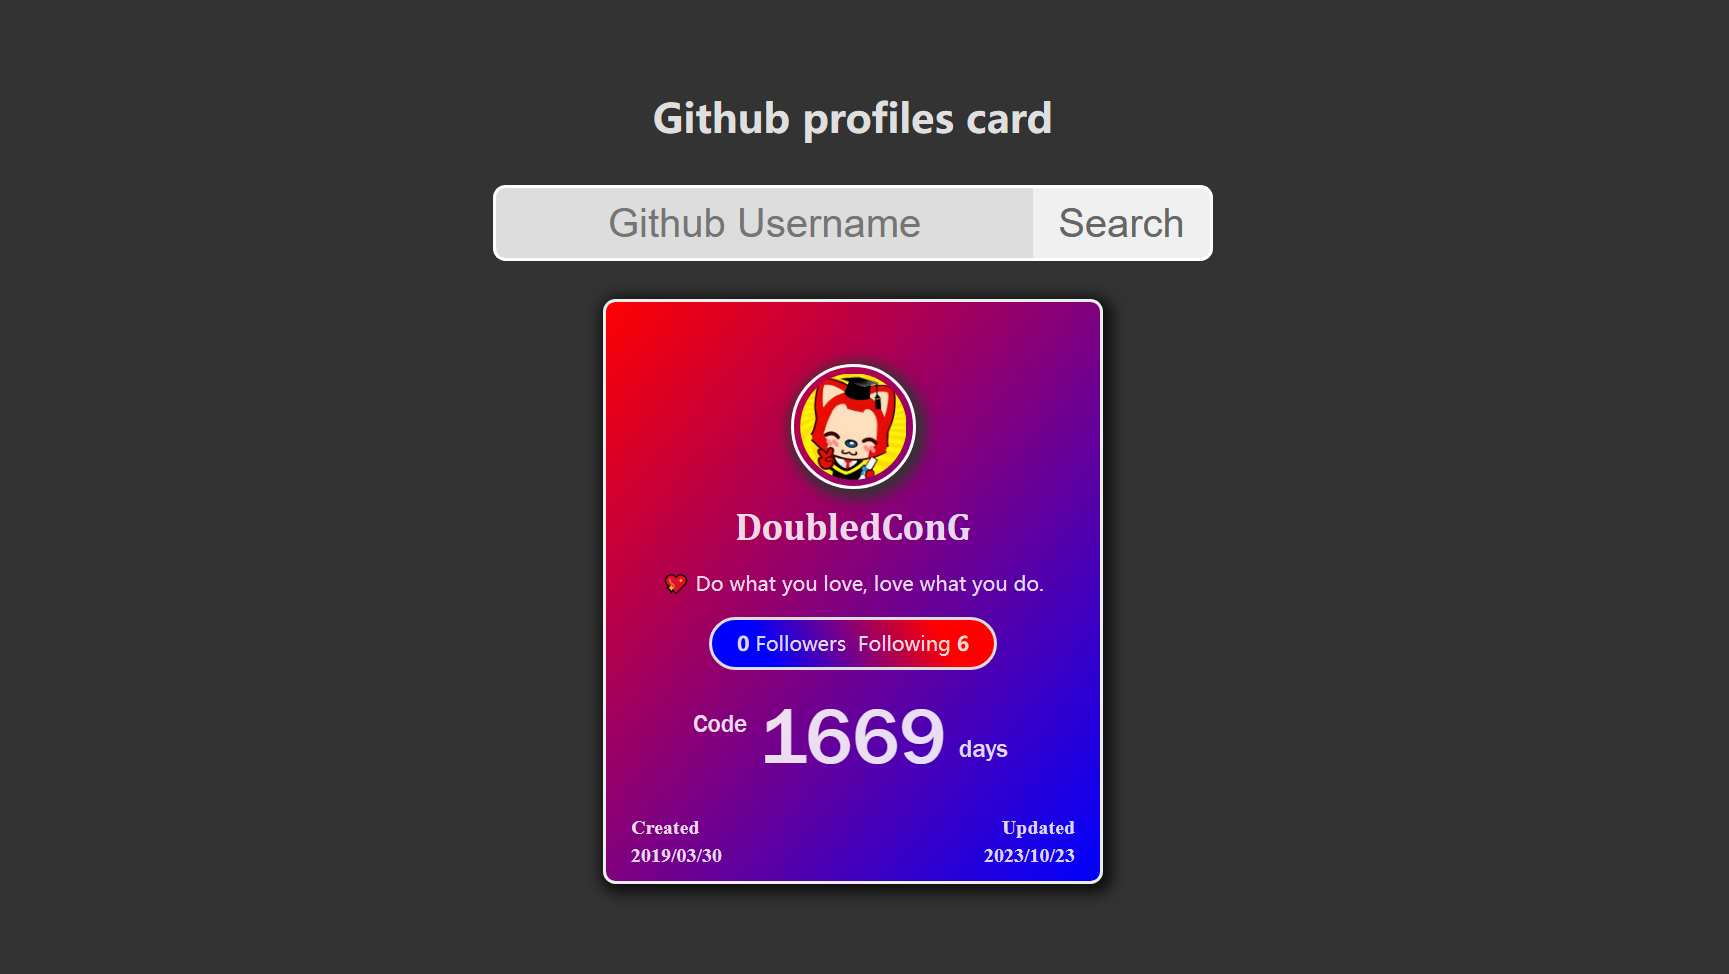 Github profiles card
Github Username Search
DoubledConG
💖 Do what you love, love what you do.
0 Followers Following 6
Code 1669 days
Created Updated
2019/03/30 2023/10/23